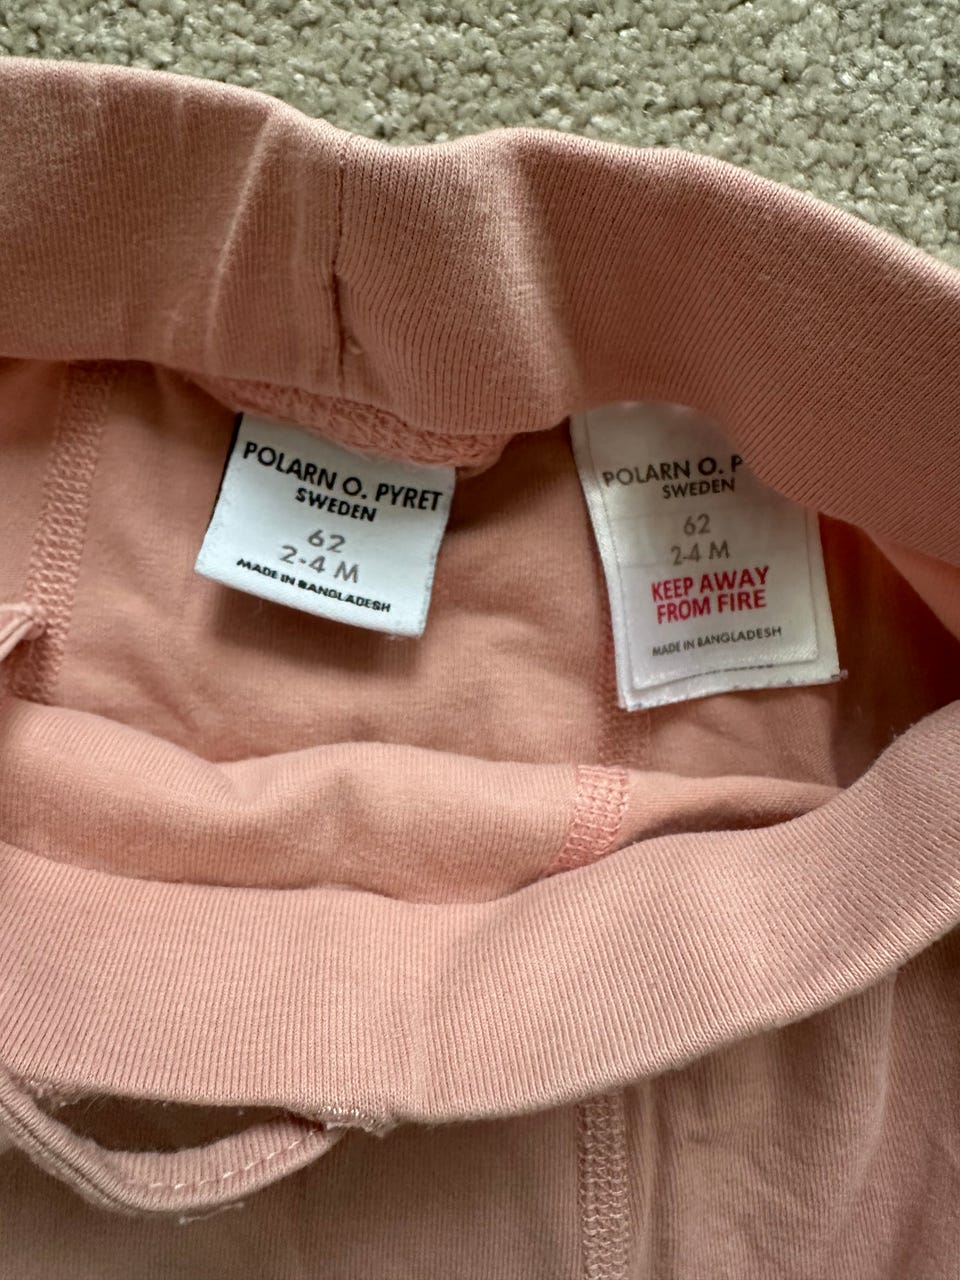 POLARN O. PYRET
SWEDEN
62
2-4 M
MADE IN BANGLADESH
POLARN O. P
SWEDEN
62
2-4 M
KEEP AWAY
FROM FIRE
MADE IN BANGLADESH